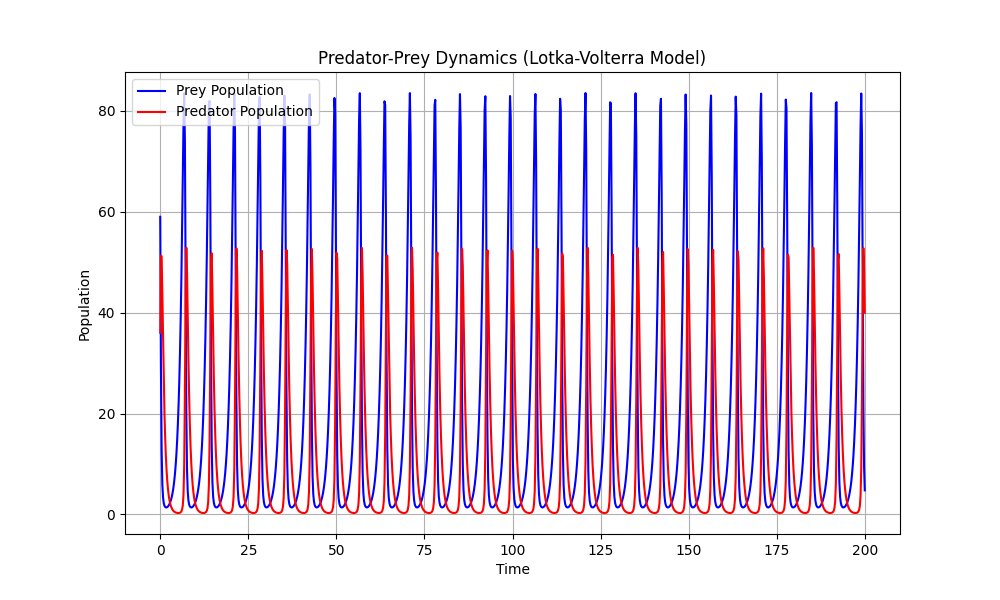 Predator-Prey Dynamics (Lotka-Volterra Model)
Prey Population
Predator Population
Population
80
60
40
20
0
0 25 50 75 100 125 150 175 200
Time